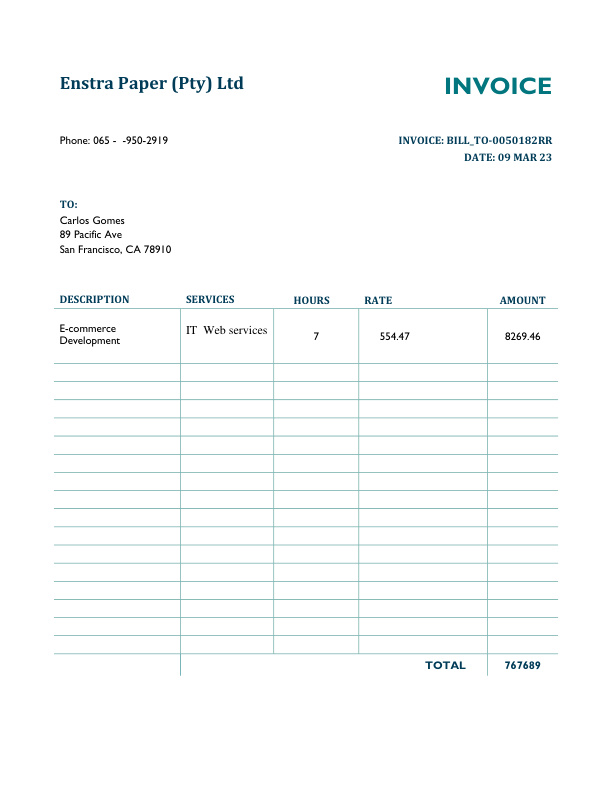 Enstra Paper (Pty) Ltd
INVOICE
Phone: 065 -  -950-2919
INVOICE: BILL_TO-0050182RR
DATE: 09 MAR 23
TO:
Carlos Gomes
89 Pacific Ave
San Francisco, CA 78910
DESCRIPTION SERVICES HOURS RATE AMOUNT
E-commerce
Development
IT  Web services
7 554.47 8269.46
TOTAL 767689